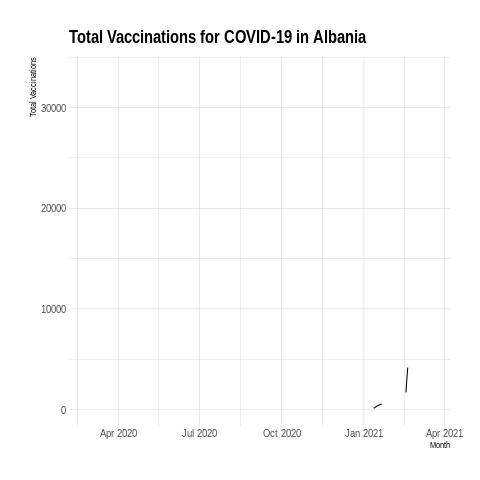 Total Vaccinations for COVID-19 in Albania
Total Vaccinations
30000
20000
10000
0
Apr 2020 Jul 2020 Oct 2020 Jan 2021 Apr 2021
Month